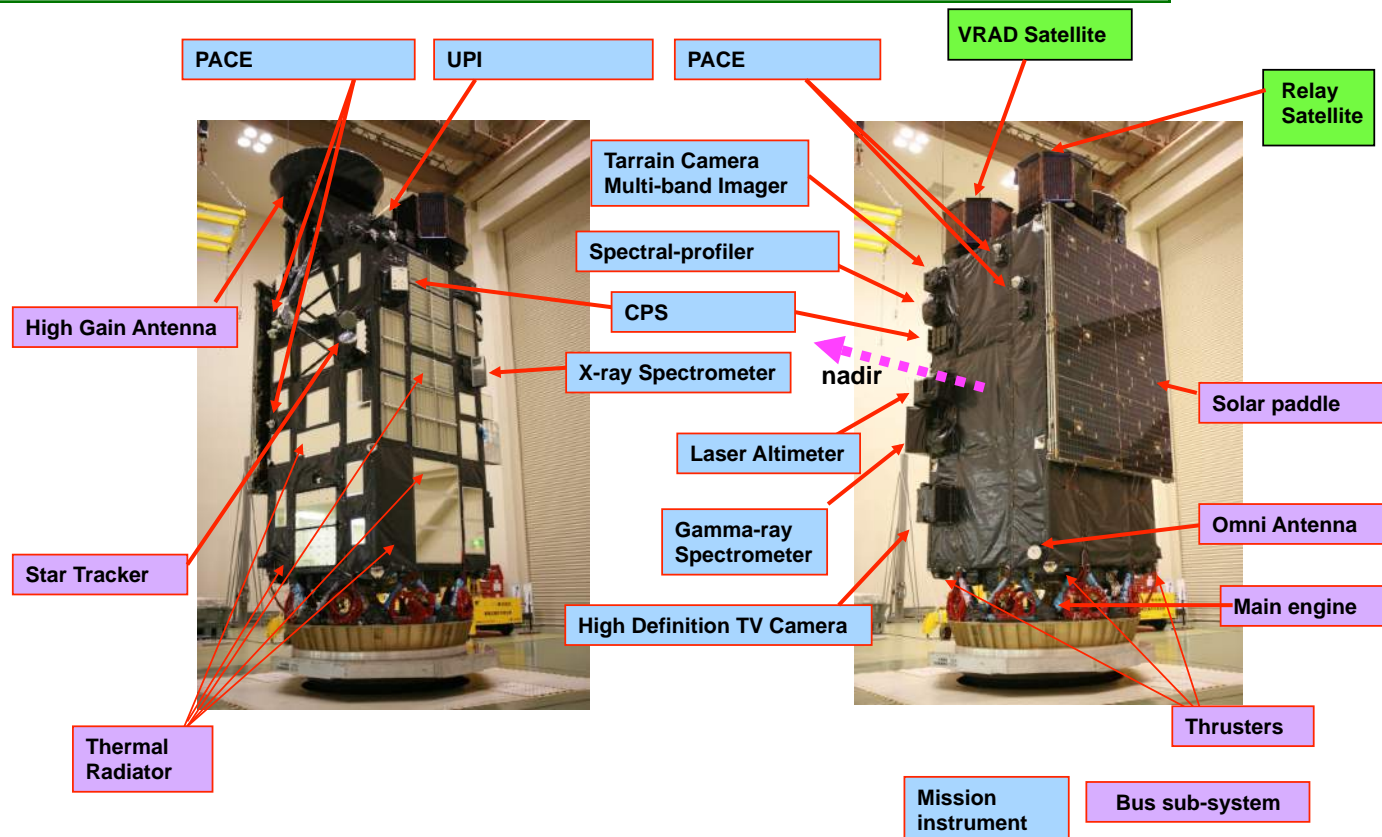 VRAD Satellite
PACE
UPI
PACE
Relay
Satellite
Tarrain Camera
Multi-band Imager
Spectral-profiler
High Gain Antenna
CPS
nadir
X-ray Spectrometer
Solar paddle
Laser Altimeter
Gamma-ray
Spectrometer
Omni Antenna
Star Tracker
Main engine
High Definition TV Camera
Thrusters
Thermal
Radiator
Mission
instrument
Bus sub-system